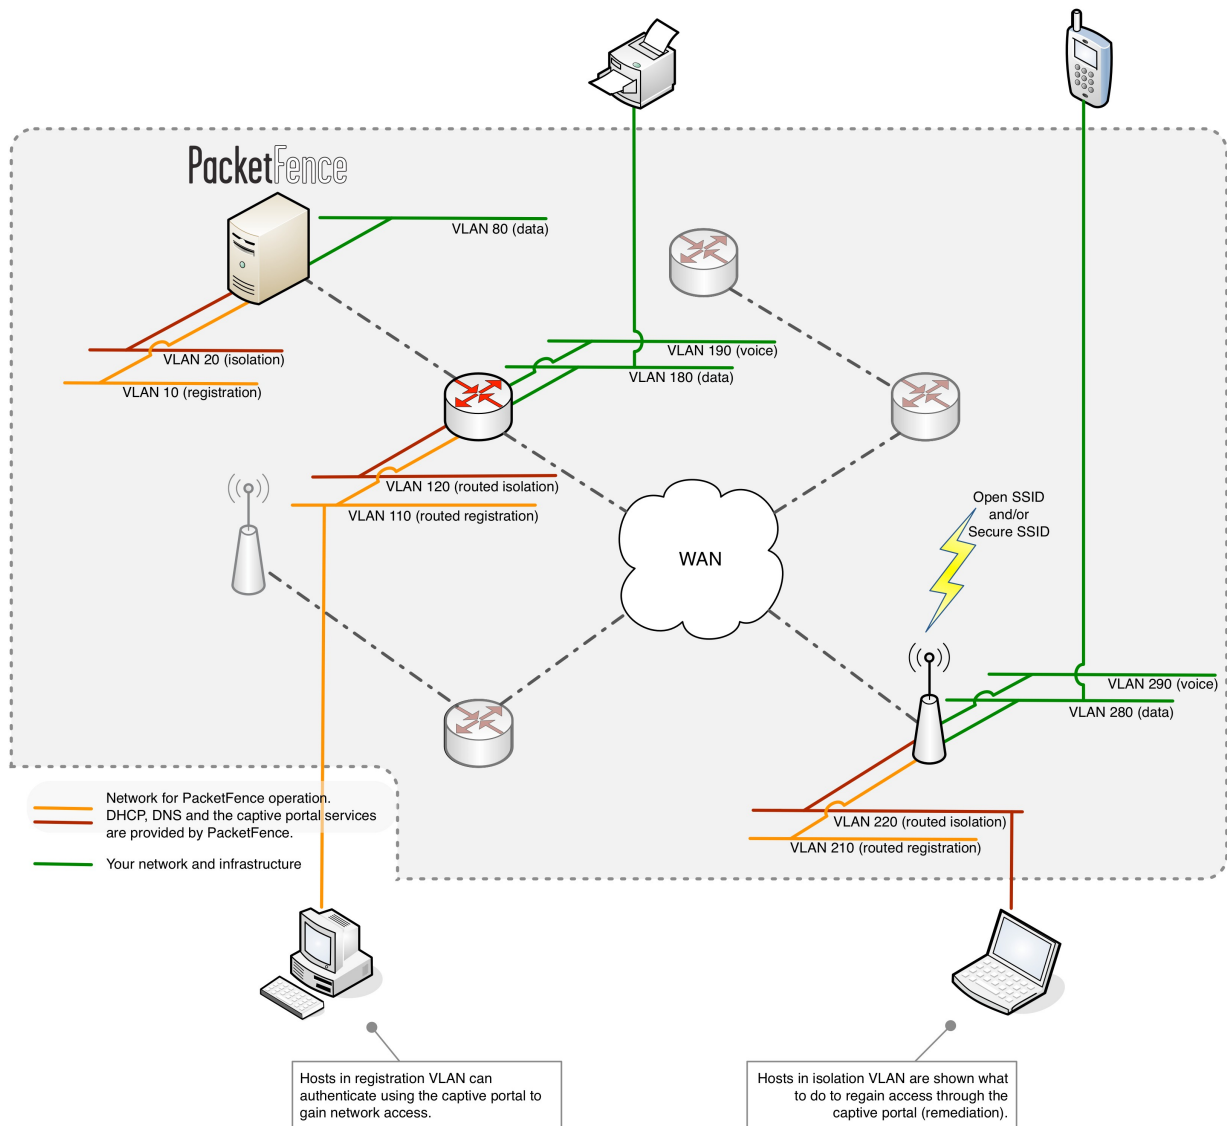 PacketFence
VLAN 80 (data)
VLAN 20 (isolation)
VLAN 10 (registration)
VLAN 190 (voice)
VLAN 180 (data)
VLAN 120 (routed isolation)
VLAN 110 (routed registration)
WAN
Open SSID
and/or
Secure SSID
VLAN 290 (voice)
VLAN 280 (data)
VLAN 220 (routed isolation)
VLAN 210 (routed registration)
Network for PacketFence operation.
DHCP, DNS and the captive portal services
are provided by PacketFence.
Your network and infrastructure
Hosts in registration VLAN can
authenticate using the captive portal to
gain network access.
Hosts in isolation VLAN are shown what
to do to regain access through the
captive portal (remediation).